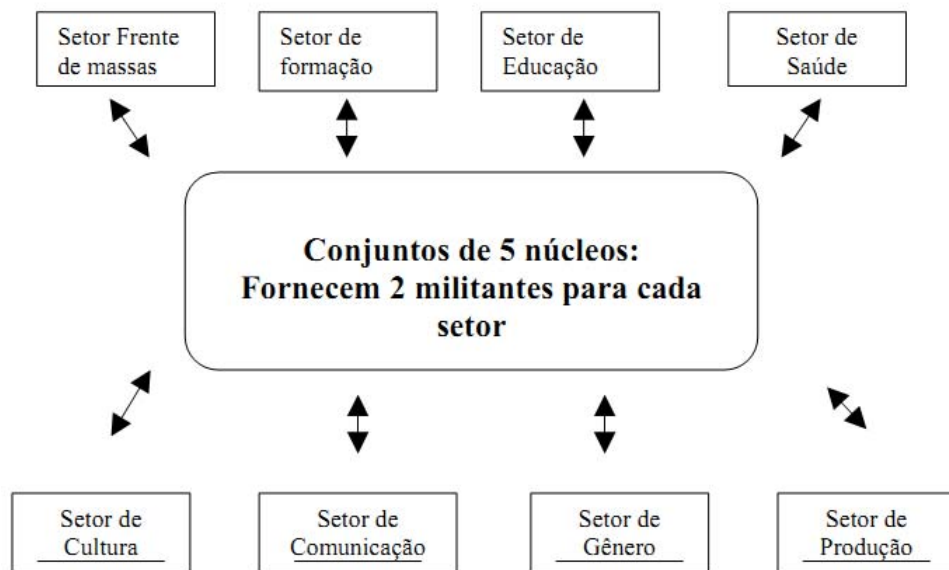 Setor Frente
de massas
Setor de
formação
Setor de
Educação
Setor de
Saúde
Conjuntos de 5 núcleos:
Fornecem 2 militantes para cada
setor
Setor de
Cultura
Setor de
Comunicação
Setor de
Gênero
Setor de
Produção